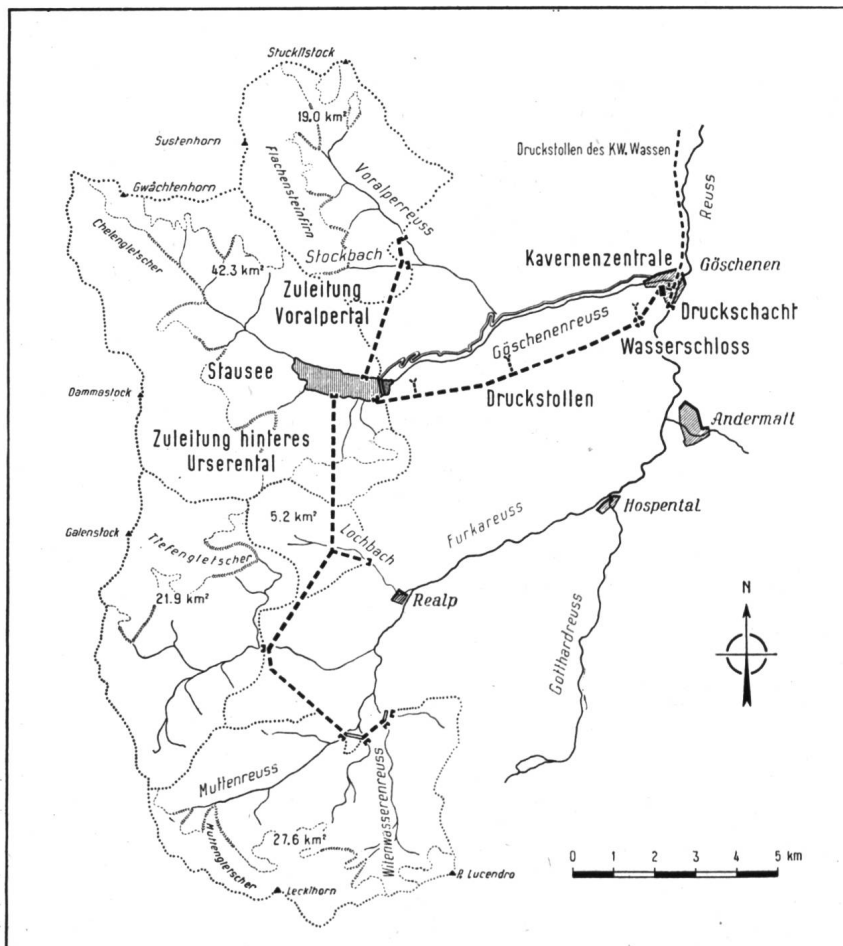 Stucklistock
19.0 km²
Sustenhorn
Druckstollen des KW. Wassen
Reuss
Flachensteinfirn
Voralperreuss
Gwächtenhorn
Chelengletscher
Stockbach
42.3 km²
Kavernenzentrale
Göschenen
Zuleitung
Voralpertal
Druckschacht
Göschenenreuss
Wasserschloss
Stausee
Dammastock
Druckstollen
Andermatt
Zuleitung hinteres
Urserental
Hospental
5.2 km²
Furkareuss
Galenstock
Tiefengletscher
Lochbach
21.9 km²
Realp
N
Gotthardreuss
Muttenreuss
Witenwasserenreuss
27.6 km²
Muttengletscher
Leckihorn
P. Lucendro
0 1 2 3 4 5 km